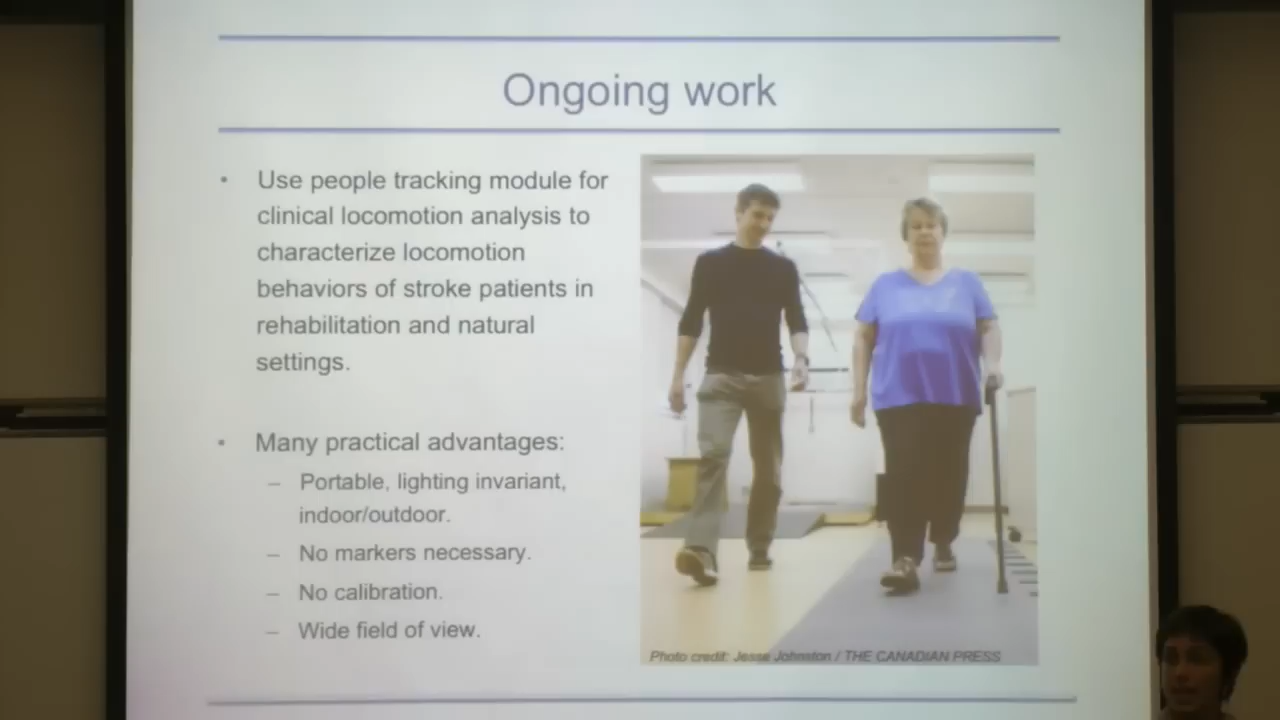 Ongoing work
• Use people tracking module for
clinical locomotion analysis to
characterize locomotion
behaviors of stroke patients in
rehabilitation and natural
settings.
• Many practical advantages:
– Portable, lighting invariant,
indoor/outdoor.
– No markers necessary.
– No calibration.
– Wide field of view.
Photo credit: Jesse Johnston / THE CANADIAN PRESS